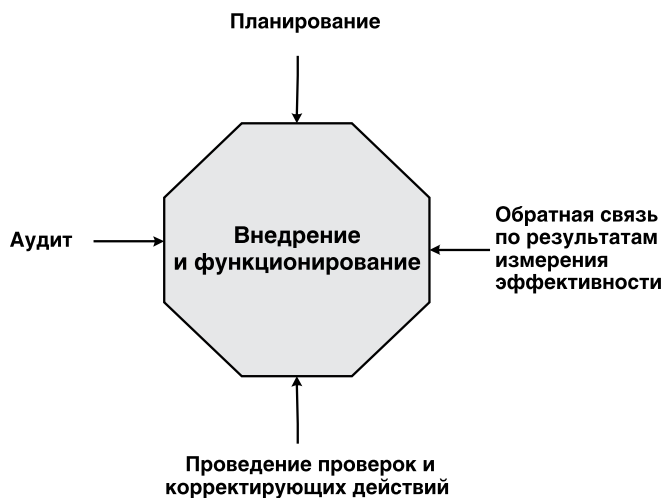 Планирование
Аудит
Внедрение
и функционирование
Обратная связь
по результатам
измерения
эффективности
Проведение проверок и
корректирующих действий